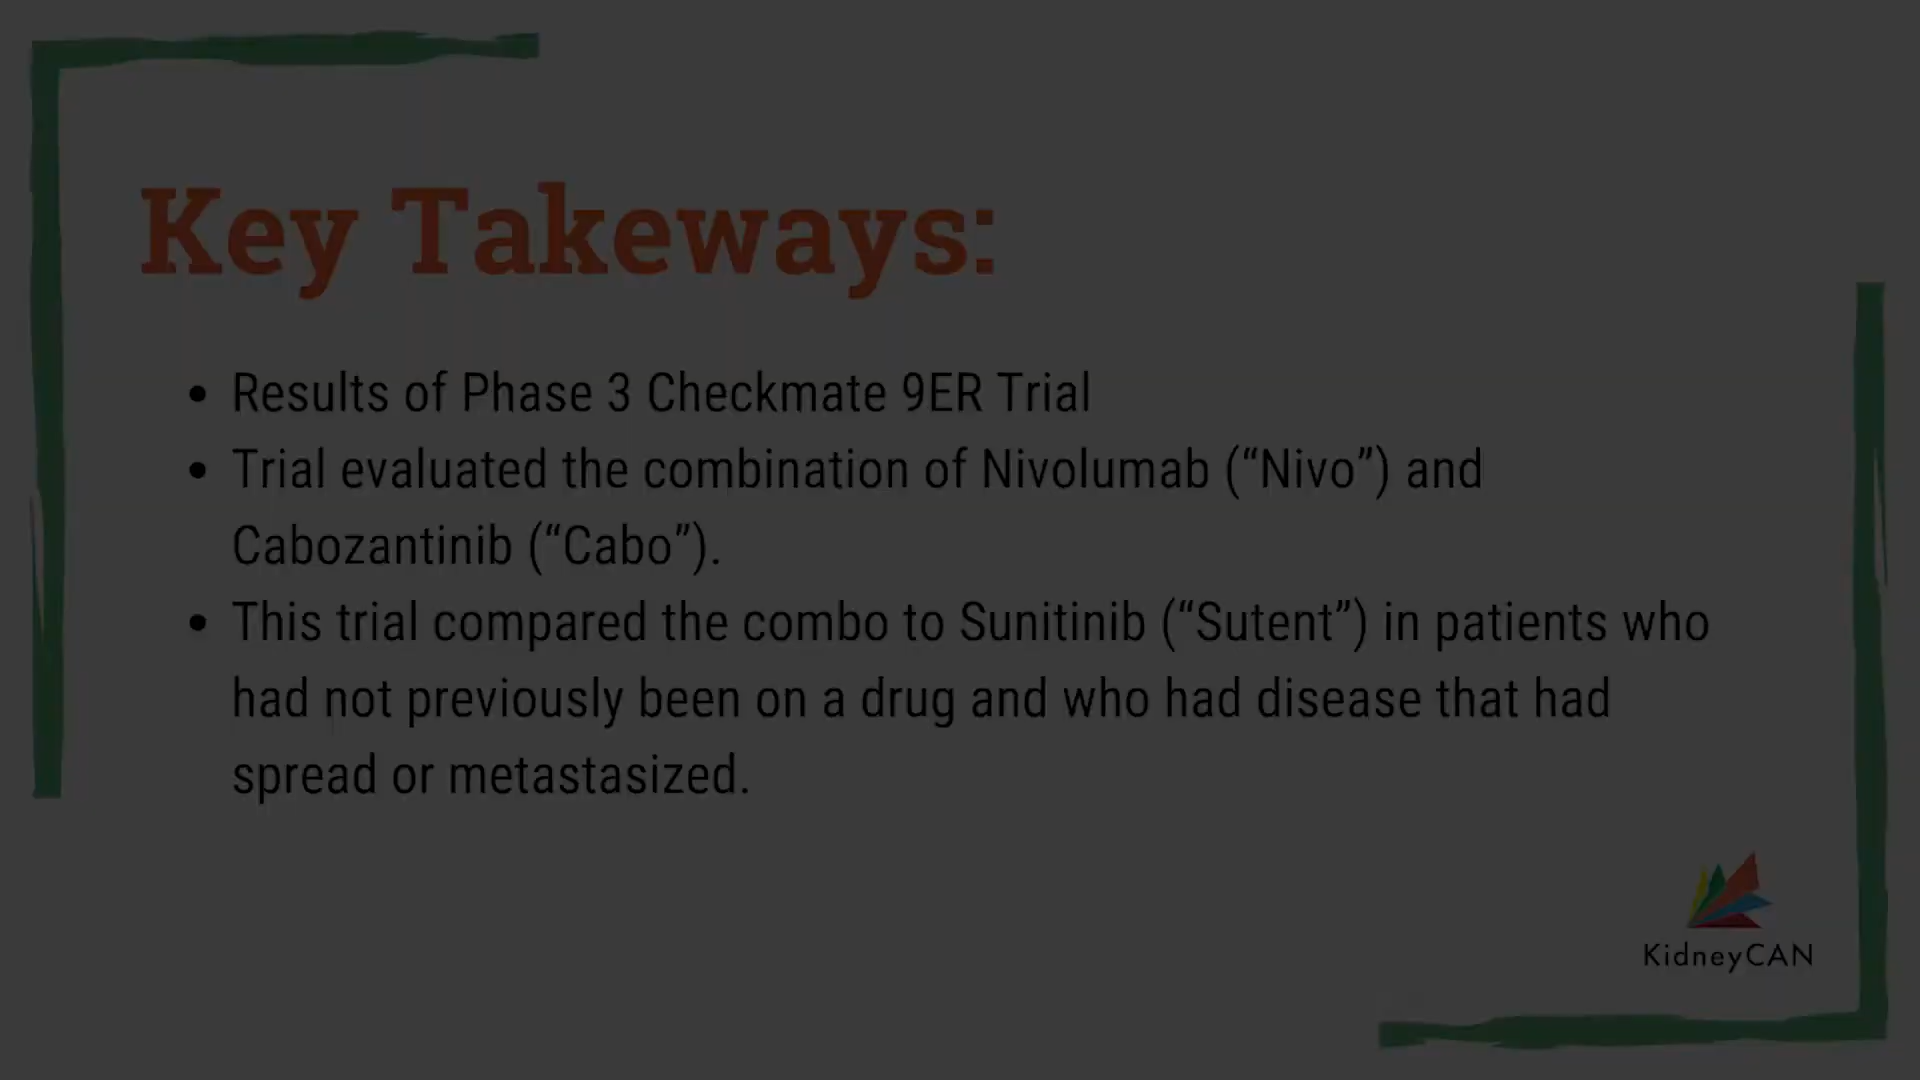 Key Takeways:
• Results of Phase 3 Checkmate 9ER Trial
• Trial evaluated the combination of Nivolumab (“Nivo”) and
Cabozantinib (“Cabo”).
• This trial compared the combo to Sunitinib (“Sutent”) in patients who
had not previously been on a drug and who had disease that had
spread or metastasized.
KidneyCAN